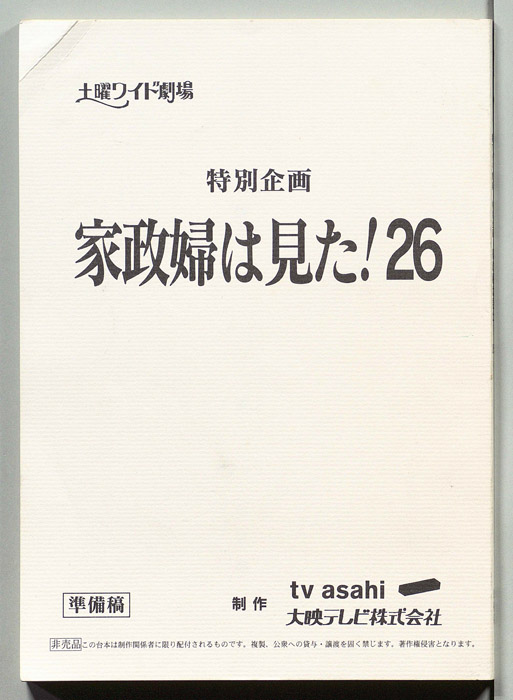 土曜ワイド劇場
特別企画
家政婦は見た!26
準備稿
制作
tv asahi
大映テレビ株式会社
非売品 この台本は制作関係者に限り配付されるものです。複製、公衆への貸与・譲渡を固く禁じます。著作権侵害となります。